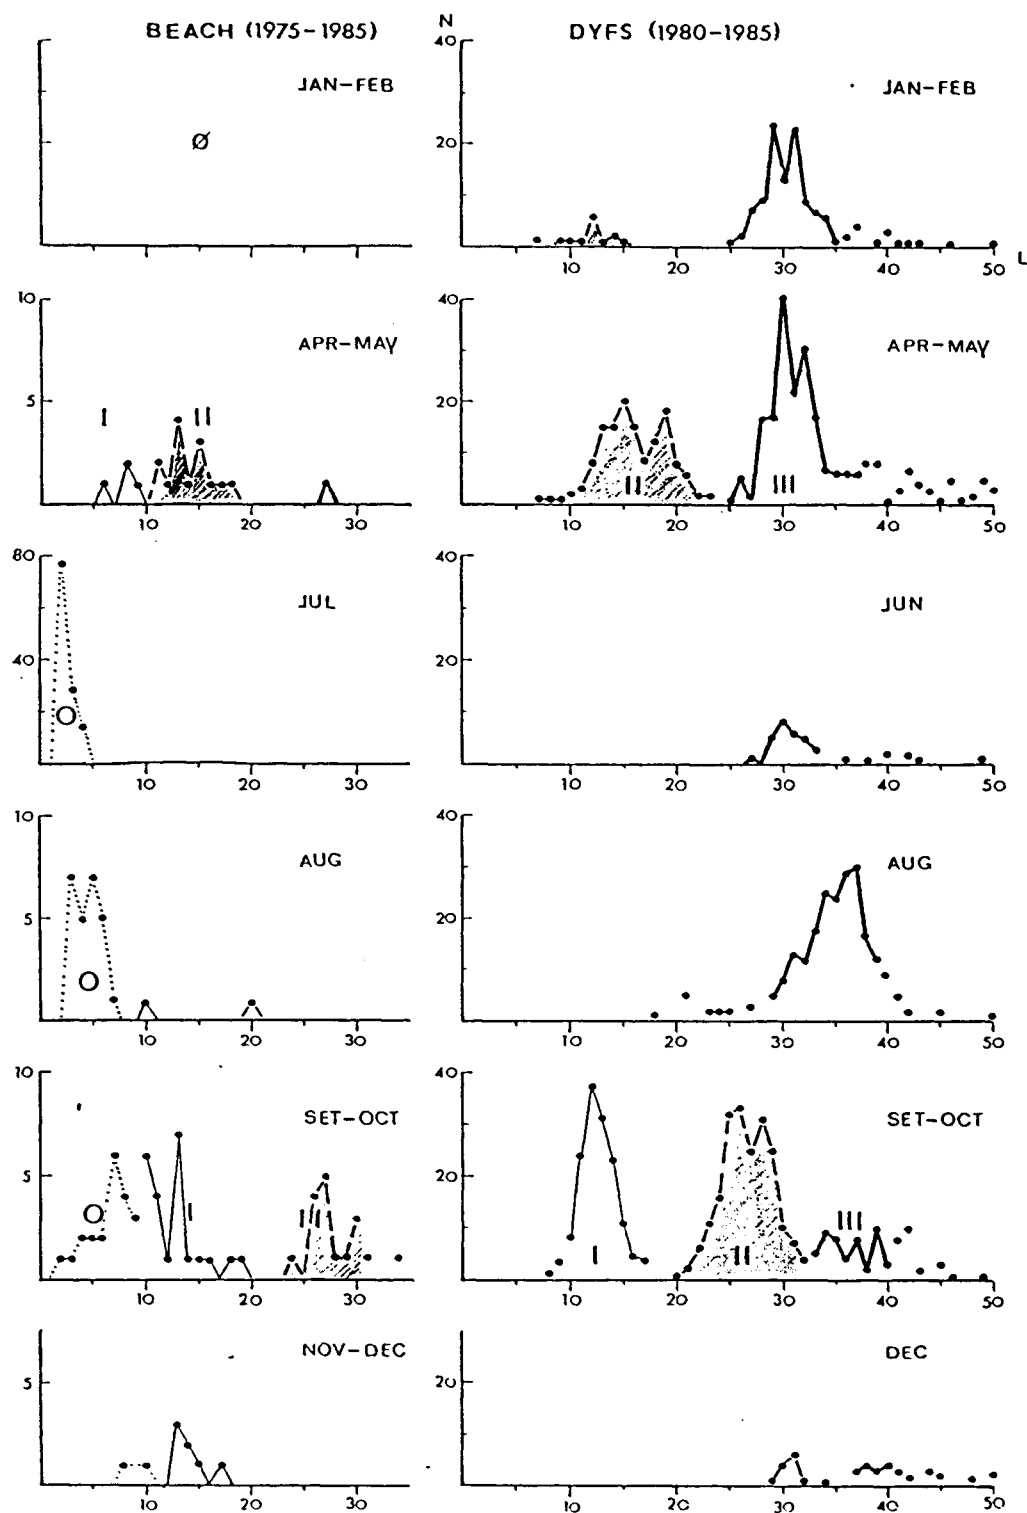 BEACH (1975-1985)
N
DYFS (1980-1985)
40
20
JAN-FEB
Ø
JAN-FEB
10 20 30 40 50
L
10
5
APR-MAY
I II
10 20 30
40
20
APR-MAY
II III
10 20 30 40 50
80
40
JUL
O
10 20 30
40
20
JUN
20 30 40 50
10
5
AUG
O
10 20 30
40
20
AUG
10 20 30 40 50
10
5
SET-OCT
O I II
10 20 30
40
20
SET-OCT
I II III
10 20 30 40 50
5
NOV-DEC
10 20 30
20
DEC
10 20 30 40 50